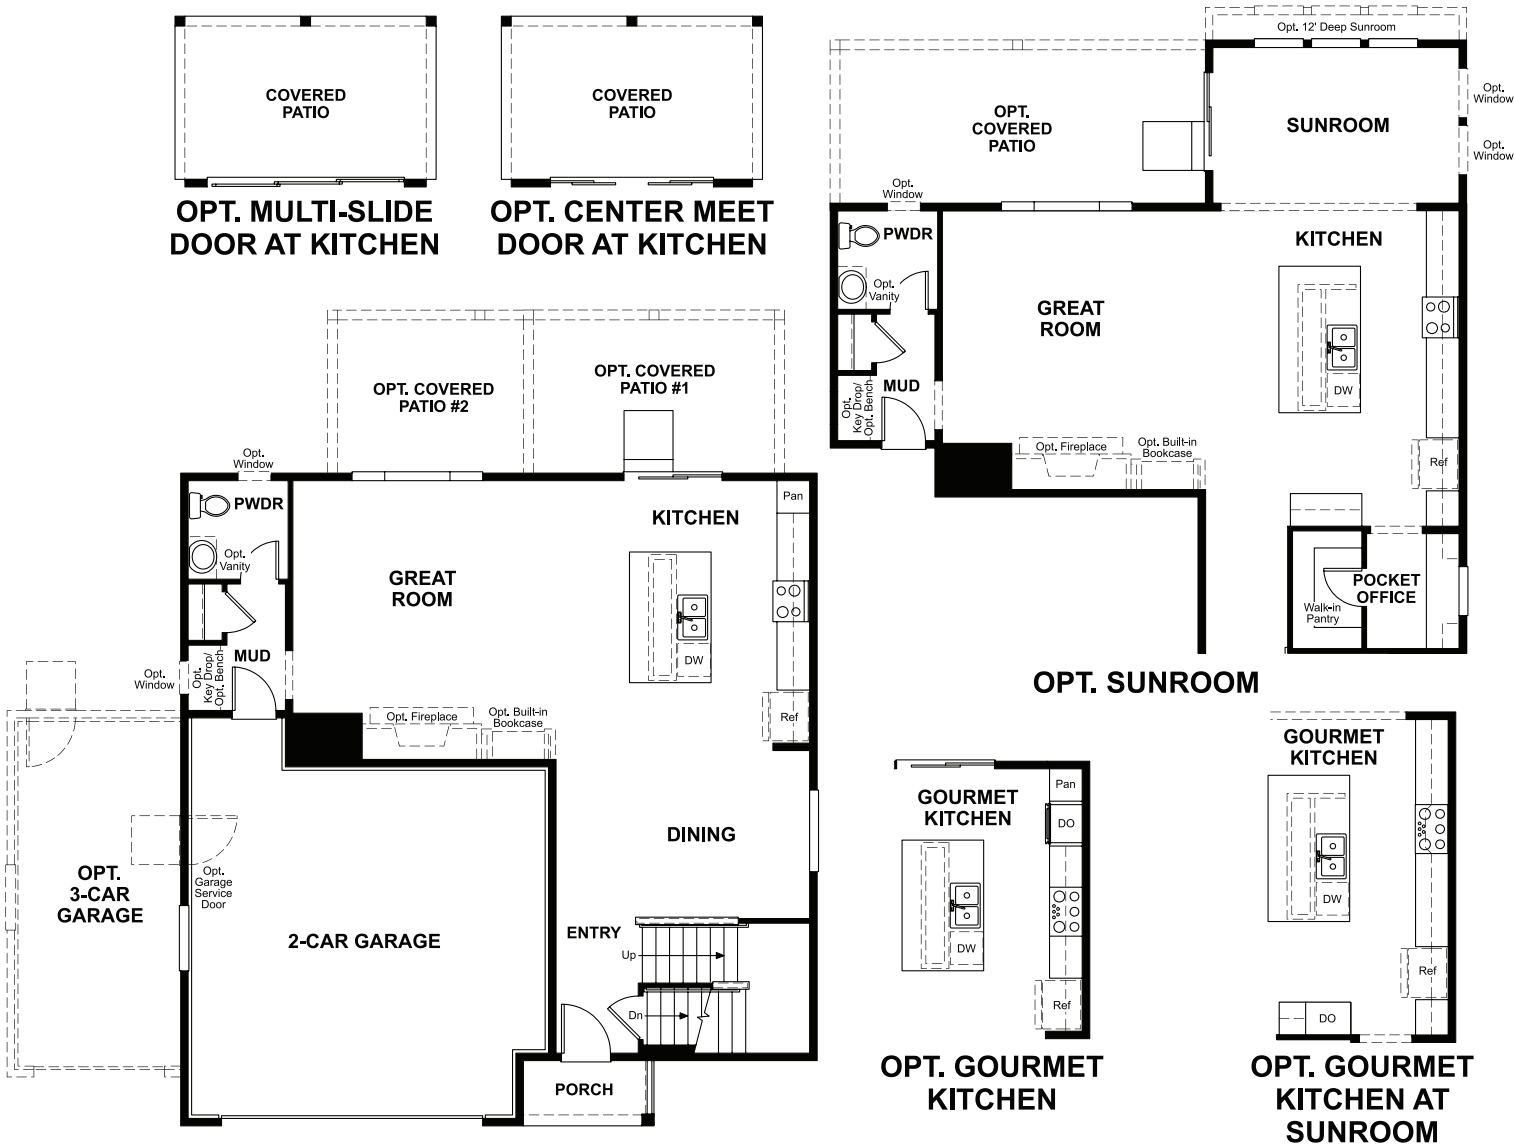 COVERED
PATIO
OPT. MULTI-SLIDE
DOOR AT KITCHEN
COVERED
PATIO
OPT. CENTER MEET
DOOR AT KITCHEN
Opt. 12' Deep Sunroom
OPT.
COVERED
PATIO
SUNROOM
Opt.
Window
Opt.
Window
Opt.
Window
PWDR
Opt.
Vanity
GREAT
ROOM
KITCHEN
DW
MUD
Opt.
Key Drop/
Opt. Bench
Opt. Fireplace
Opt. Built-in
Bookcase
Ref
Walk-in
Pantry
POCKET
OFFICE
OPT. SUNROOM
OPT. COVERED
PATIO #2
OPT. COVERED
PATIO #1
Opt.
Window
PWDR
Opt.
Vanity
GREAT
ROOM
KITCHEN
Pan
DW
MUD
Opt.
Window
Opt.
Key Drop/
Opt. Bench
Opt. Fireplace
Opt. Built-in
Bookcase
Ref
DINING
OPT.
3-CAR
GARAGE
Opt.
Garage
Service
Door
2-CAR GARAGE
ENTRY
Up
Dn
PORCH
GOURMET
KITCHEN
Pan
DO
DW
Ref
OPT. GOURMET
KITCHEN
GOURMET
KITCHEN
DW
Ref
DO
OPT. GOURMET
KITCHEN AT
SUNROOM